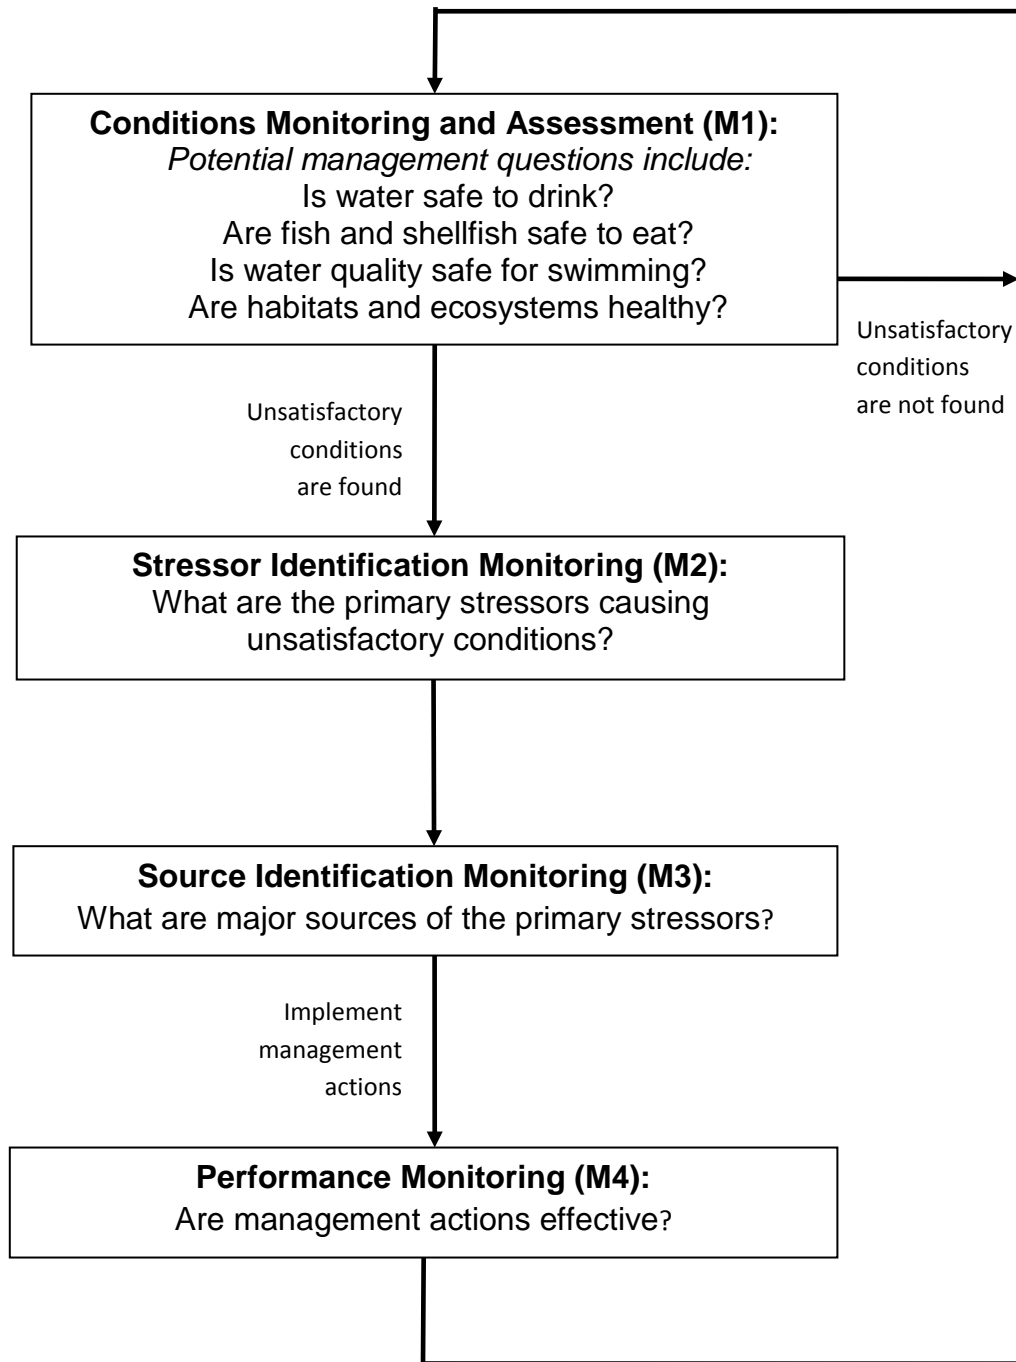 Conditions Monitoring and Assessment (M1):
Potential management questions include:
Is water safe to drink?
Are fish and shellfish safe to eat?
Is water quality safe for swimming?
Are habitats and ecosystems healthy?
Unsatisfactory
conditions
are not found
Unsatisfactory
conditions
are found
Stressor Identification Monitoring (M2):
What are the primary stressors causing
unsatisfactory conditions?
Source Identification Monitoring (M3):
What are major sources of the primary stressors?
Implement
management
actions
Performance Monitoring (M4):
Are management actions effective?